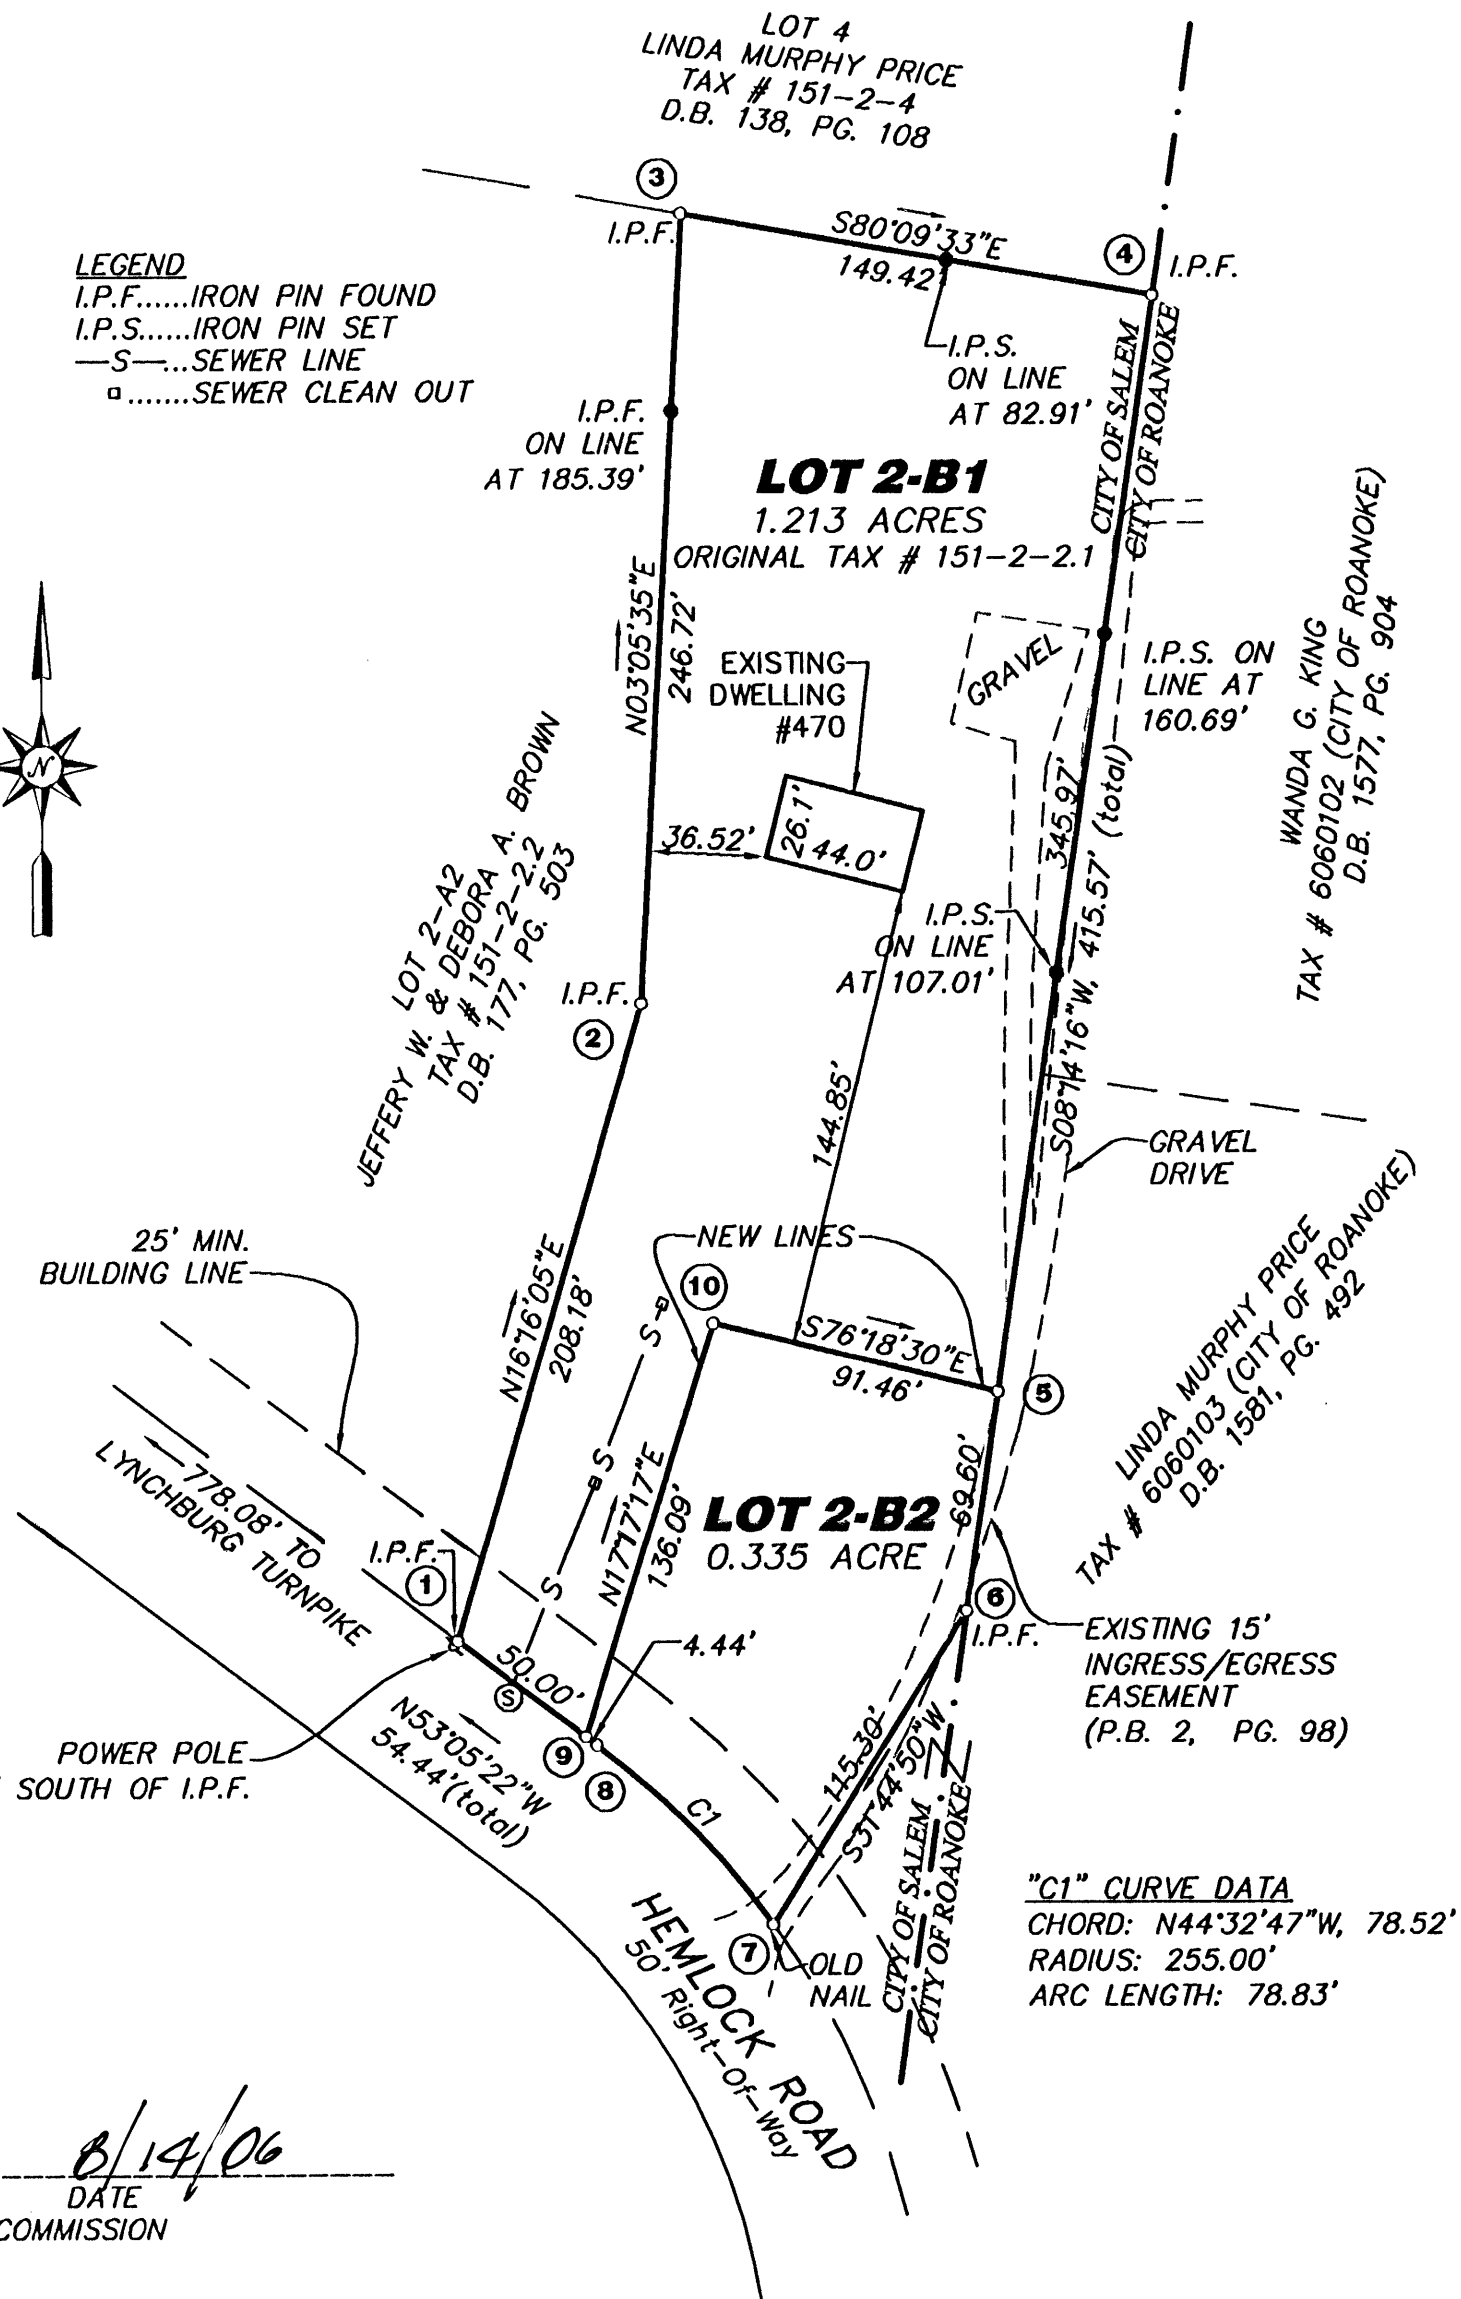 LOT 4
LINDA MURPHY PRICE
TAX # 151-2-4
D.B. 138, PG. 108
3
I.P.F.
S80°09'33"E
149.42'
4
I.P.F.
LEGEND
I.P.F......IRON PIN FOUND
I.P.S......IRON PIN SET
—S—...SEWER LINE
.......SEWER CLEAN OUT
I.P.S.
ON LINE
AT 82.91'
CITY OF SALEM
CITY OF ROANOKE
I.P.F.
ON LINE
AT 185.39'
LOT 2-B1
1.213 ACRES
ORIGINAL TAX # 151-2-2.1
N03°05'35"E
246.72'
EXISTING
DWELLING
#470
GRAVEL
I.P.S. ON
LINE AT
160.69'
WANDA G. KING
TAX # 6060102 (CITY OF ROANOKE)
D.B. 1577, PG. 904
N
36.52'
26.1'
44.0'
345.97'
S08°14'16"W, 415.57' (total)
I.P.S.
ON LINE
AT 107.01'
LOT 2-A2
JEFFERY W. & DEBORA A. BROWN
TAX # 151-2-2.2
D.B. 177, PG. 503
I.P.F.
2
144.85'
GRAVEL
DRIVE
25' MIN.
BUILDING LINE
NEW LINES
N16°16'05"E
208.18'
10
S
S76°18'30"E
91.46'
5
LINDA MURPHY PRICE
TAX # 6060103 (CITY OF ROANOKE)
D.B. 1581, PG. 492
S
N17°17'17"E
136.09'
69.60'
LOT 2-B2
0.335 ACRE
778.08' TO
LYNCHBURG TURNPIKE
I.P.F.
1
S
6
I.P.F.
EXISTING 15'
INGRESS/EGRESS
EASEMENT
(P.B. 2, PG. 98)
4.44'
50.00'
S
N53°05'22"W
54.44'(total)
POWER POLE
SOUTH OF I.P.F.
9
8
C1
115.30'
S31°44'50"W
CITY OF SALEM
CITY OF ROANOKE
"C1" CURVE DATA
CHORD: N44°32'47"W, 78.52'
RADIUS: 255.00'
ARC LENGTH: 78.83'
7
OLD
NAIL
HEMLOCK ROAD
50' Right-Of-Way
8/14/06
DATE
COMMISSION